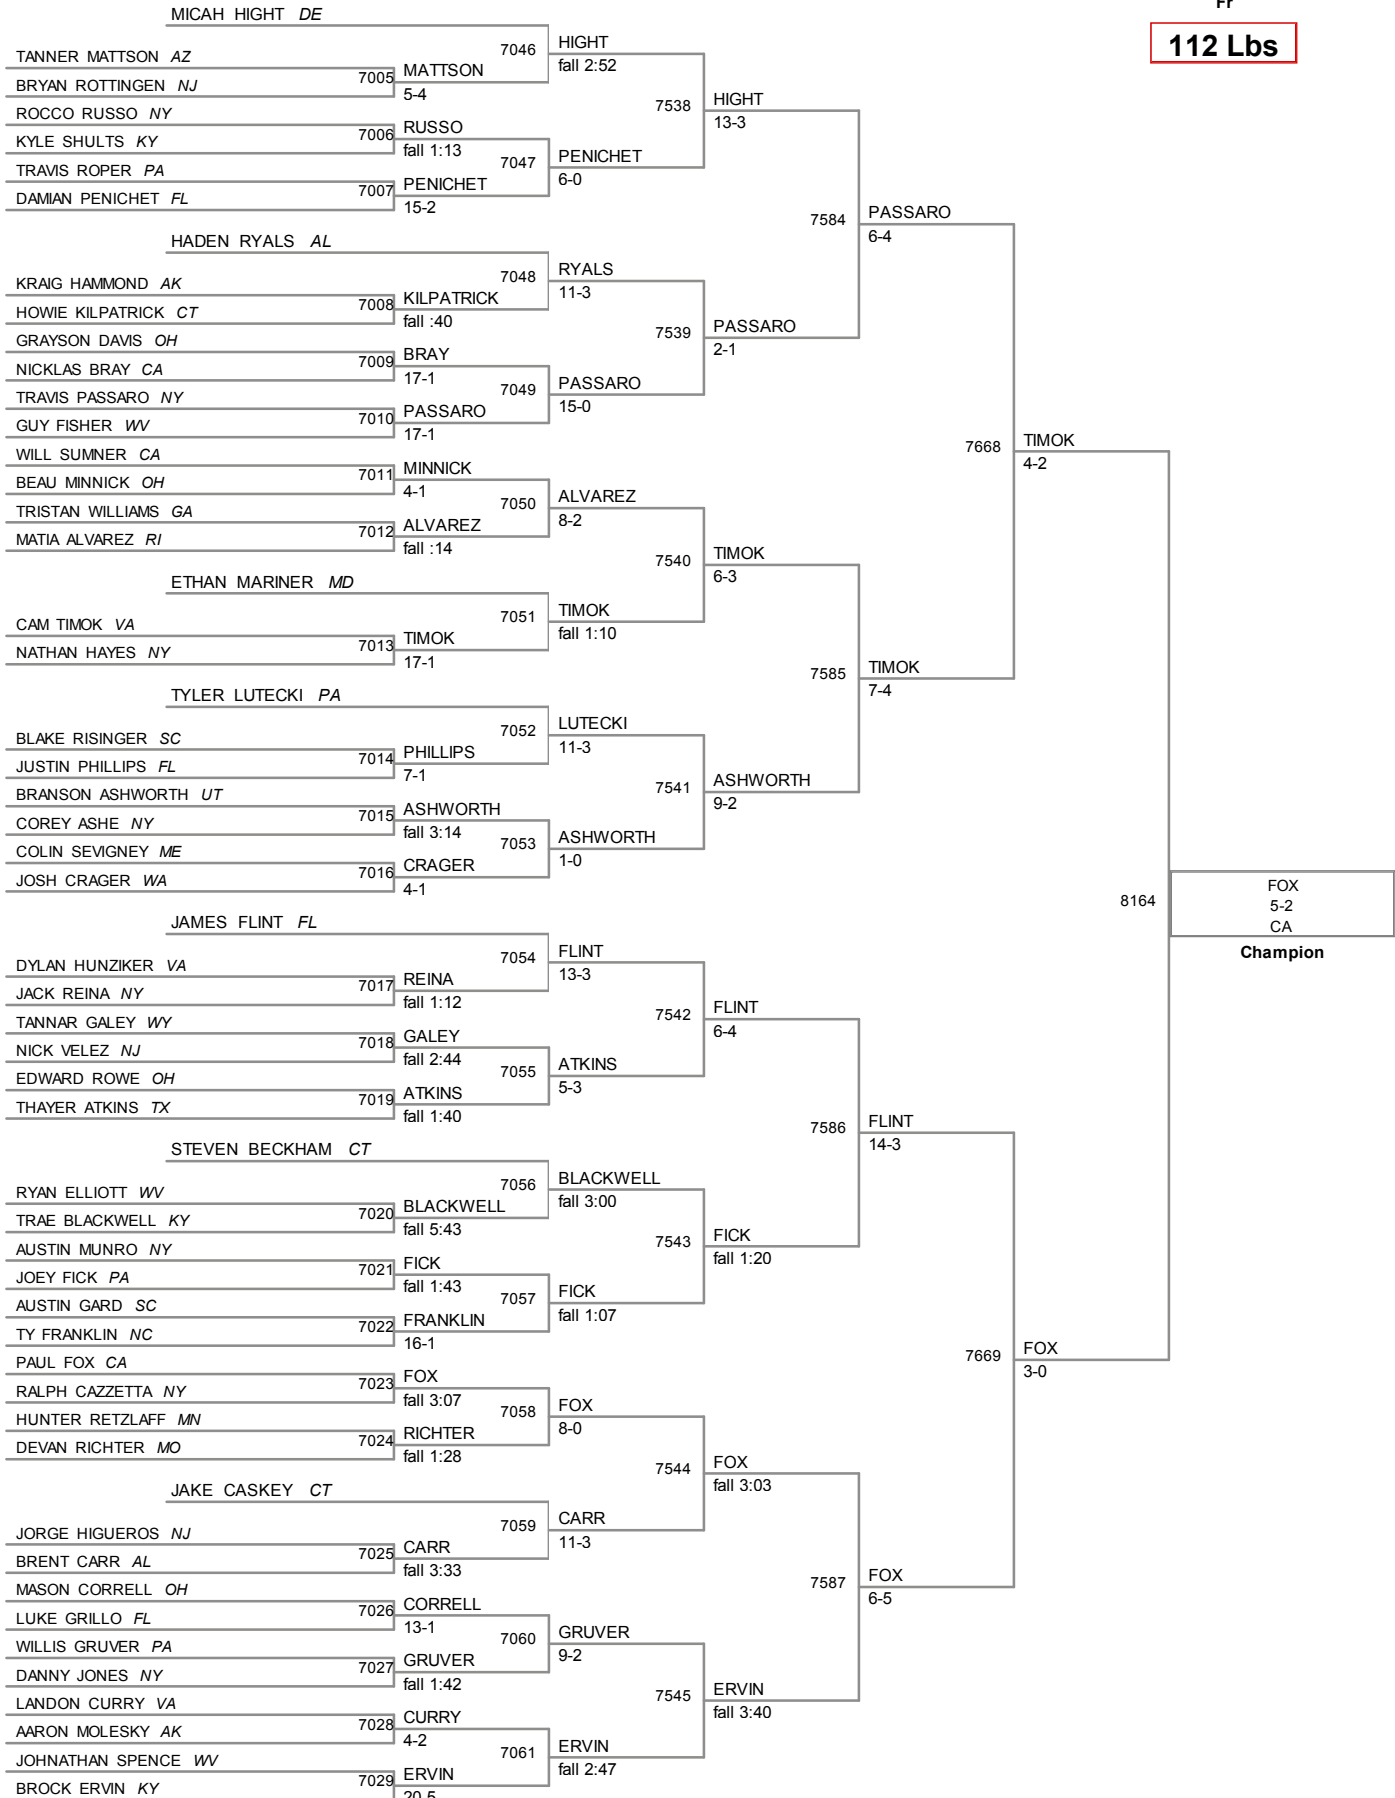 Fr
112 Lbs
MICAH HIGHT DE
7046 HIGHT
fall 2:52
TANNER MATTSON AZ
7005 MATTSON
5-4
BRYAN ROTTINGEN NJ
7538 HIGHT
13-3
ROCCO RUSSO NY
7006 RUSSO
fall 1:13
KYLE SHULTS KY
7047 PENICHET
6-0
TRAVIS ROPER PA
7007 PENICHET
15-2
DAMIAN PENICHET FL
7584 PASSARO
6-4
HADEN RYALS AL
7048 RYALS
11-3
KRAIG HAMMOND AK
7008 KILPATRICK
fall :40
HOWIE KILPATRICK CT
7539 PASSARO
2-1
GRAYSON DAVIS OH
7009 BRAY
17-1
NICKLAS BRAY CA
7049 PASSARO
15-0
TRAVIS PASSARO NY
7010 PASSARO
17-1
GUY FISHER WV
7668 TIMOK
4-2
WILL SUMNER CA
7011 MINNICK
4-1
BEAU MINNICK OH
7050 ALVAREZ
8-2
TRISTAN WILLIAMS GA
7012 ALVAREZ
fall :14
MATIA ALVAREZ RI
7540 TIMOK
6-3
ETHAN MARINER MD
7051 TIMOK
fall 1:10
CAM TIMOK VA
7013 TIMOK
17-1
NATHAN HAYES NY
7585 TIMOK
7-4
TYLER LUTECKI PA
7052 LUTECKI
11-3
BLAKE RISINGER SC
7014 PHILLIPS
7-1
JUSTIN PHILLIPS FL
7541 ASHWORTH
9-2
BRANSON ASHWORTH UT
7015 ASHWORTH
fall 3:14
COREY ASHE NY
7053 ASHWORTH
1-0
COLIN SEVIGNEY ME
7016 CRAGER
4-1
JOSH CRAGER WA
8164 FOX
5-2
CA
Champion
JAMES FLINT FL
7054 FLINT
13-3
DYLAN HUNZIKER VA
7017 REINA
fall 1:12
JACK REINA NY
7542 FLINT
6-4
TANNAR GALEY WY
7018 GALEY
fall 2:44
NICK VELEZ NJ
7055 ATKINS
5-3
EDWARD ROWE OH
7019 ATKINS
fall 1:40
THAYER ATKINS TX
7586 FLINT
14-3
STEVEN BECKHAM CT
7056 BLACKWELL
fall 3:00
RYAN ELLIOTT WV
7020 BLACKWELL
fall 5:43
TRAE BLACKWELL KY
7543 FICK
fall 1:20
AUSTIN MUNRO NY
7021 FICK
fall 1:43
JOEY FICK PA
7057 FICK
fall 1:07
AUSTIN GARD SC
7022 FRANKLIN
16-1
TY FRANKLIN NC
7669 FOX
3-0
PAUL FOX CA
7023 FOX
fall 3:07
RALPH CAZZETTA NY
7058 FOX
8-0
HUNTER RETZLAFF MN
7024 RICHTER
fall 1:28
DEVAN RICHTER MO
7544 FOX
fall 3:03
JAKE CASKEY CT
7059 CARR
11-3
JORGE HIGUEROS NJ
7025 CARR
fall 3:33
BRENT CARR AL
7587 FOX
6-5
MASON CORRELL OH
7026 CORRELL
13-1
LUKE GRILLO FL
7060 GRUVER
9-2
WILLIS GRUVER PA
7027 GRUVER
fall 1:42
DANNY JONES NY
7545 ERVIN
fall 3:40
LANDON CURRY VA
7028 CURRY
4-2
AARON MOLESKY AK
7061 ERVIN
fall 2:47
JOHNATHAN SPENCE WV
7029 ERVIN
20-5
BROCK ERVIN KY